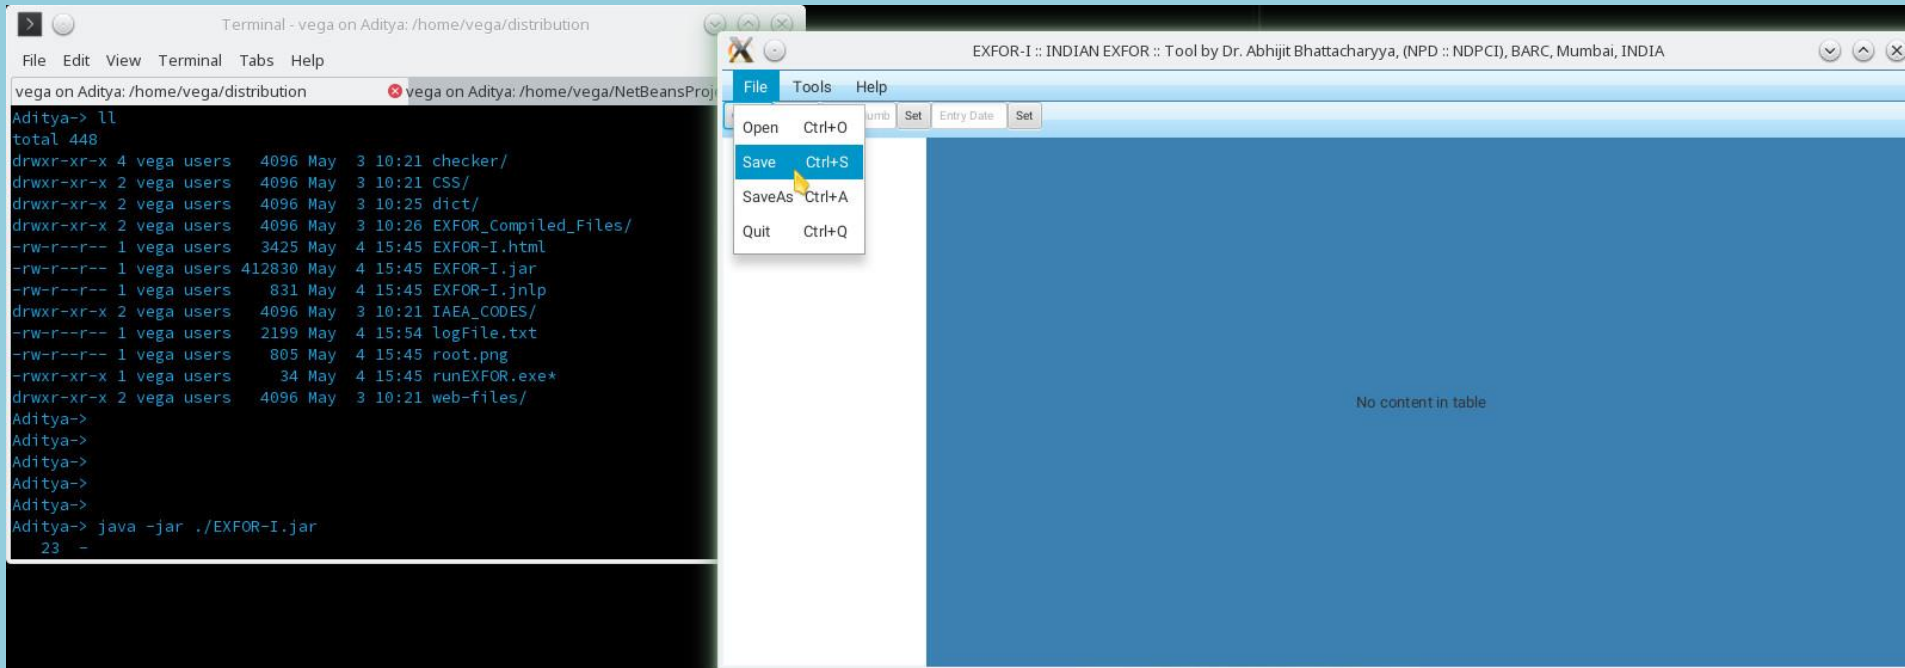 Terminal - vega on Aditya: /home/vega/distribution
File Edit View Terminal Tabs Help
vega on Aditya: /home/vega/distribution
vega on Aditya: /home/vega/NetBeansProj
Aditya-> ll
total 448
drwxr-xr-x 4 vega users 4096 May 3 10:21 checker/
drwxr-xr-x 2 vega users 4096 May 3 10:21 CSS/
drwxr-xr-x 2 vega users 4096 May 3 10:25 dict/
drwxr-xr-x 2 vega users 4096 May 3 10:26 EXFOR_Compiled_Files/
-rw-r--r-- 1 vega users 3425 May 4 15:45 EXFOR-I.html
-rw-r--r-- 1 vega users 412830 May 4 15:45 EXFOR-I.jar
-rw-r--r-- 1 vega users 831 May 4 15:45 EXFOR-I.jnlp
drwxr-xr-x 2 vega users 4096 May 3 10:21 IAEA_CODES/
-rw-r--r-- 1 vega users 2199 May 4 15:54 logFile.txt
-rw-r--r-- 1 vega users 805 May 4 15:45 root.png
-rwxr-xr-x 1 vega users 34 May 4 15:45 runEXFOR.exe*
drwxr-xr-x 2 vega users 4096 May 3 10:21 web-files/
Aditya->
Aditya->
Aditya->
Aditya->
Aditya->
Aditya-> java -jar ./EXFOR-I.jar
23 -
EXFOR-I :: INDIAN EXFOR :: Tool by Dr. Abhijit Bhattacharyya, (NPD :: NDPCI), BARC, Mumbai, INDIA
File Tools Help
umb Set Entry Date Set
Open Ctrl+O
Save Ctrl+S
SaveAs Ctrl+A
Quit Ctrl+Q
No content in table